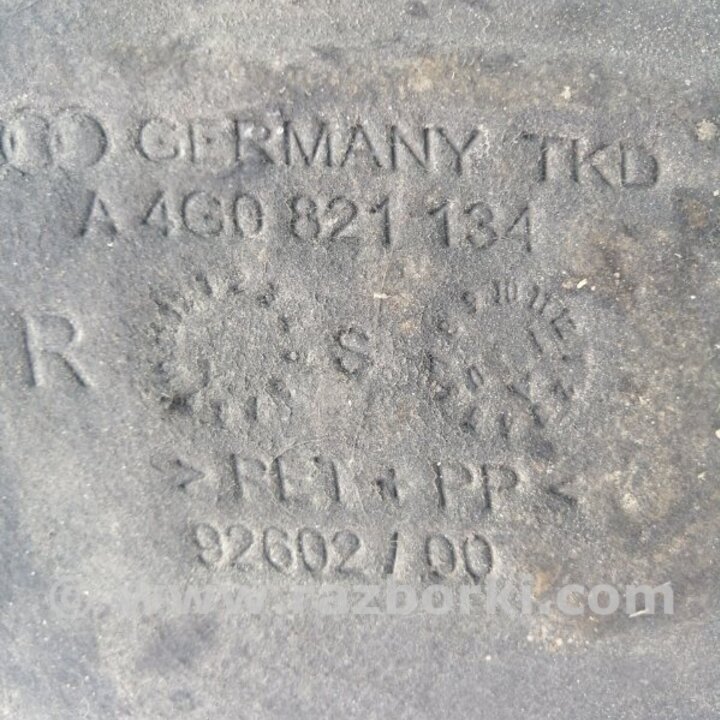 GERMANY TKD
A 4G0 821 134
R S
> PET + PP <
92602 / 00
© www.razborki.com